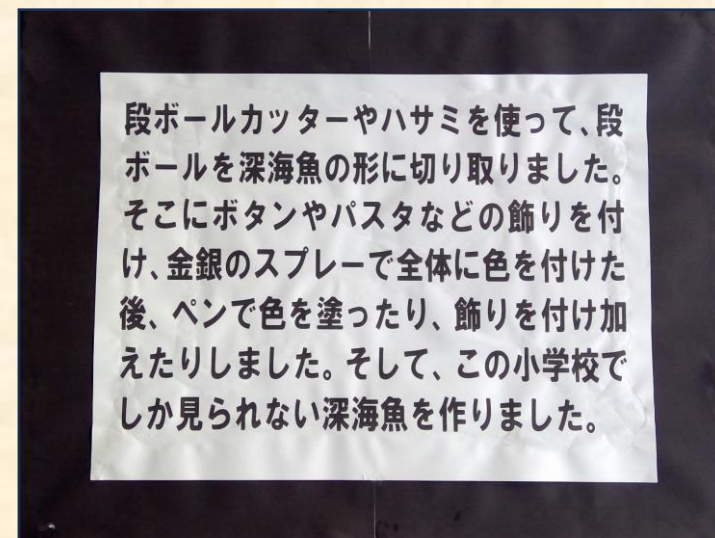 段ボールカッターやハサミを使って、段
ボールを深海魚の形に切り取りました。
そこにボタンやパスタなどの飾りを付
け、金銀のスプレーで全体に色を付けた
後、ペンで色を塗ったり、飾りを付け加
えたりしました。そして、この小学校で
しか見られない深海魚を作りました。